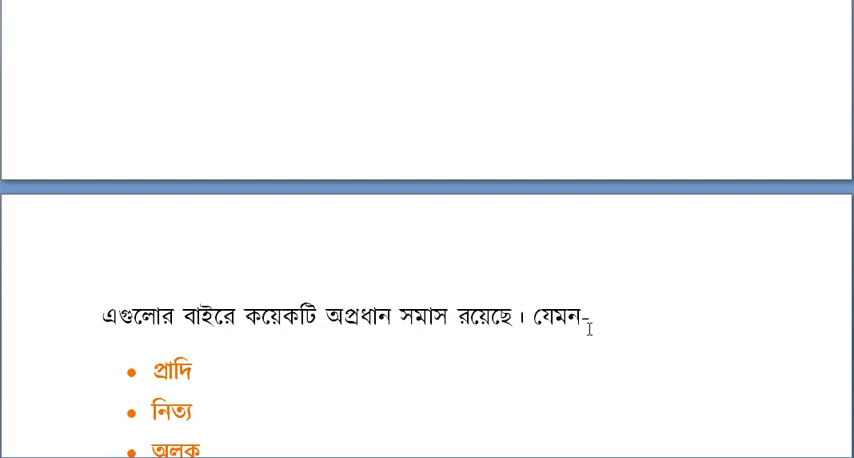 এগুলোর বাইরে কয়েকটি অপ্রধান সমাস রয়েছে। যেমন-
• প্রাদি
• নিত্য
• অলুক